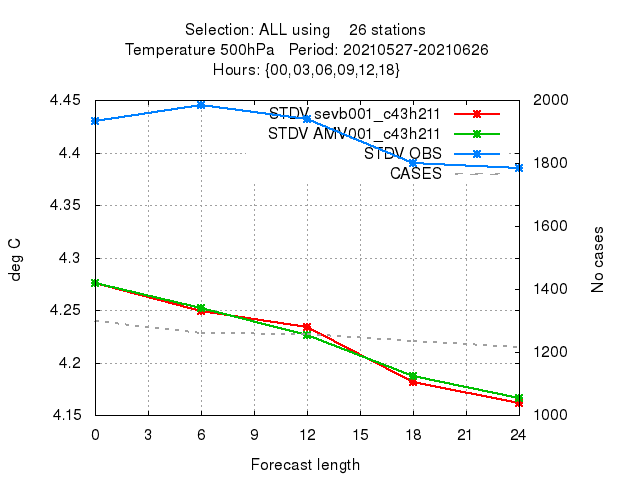 Selection: ALL using 26 stations
Temperature 500hPa Period: 20210527-20210626
Hours: {00,03,06,09,12,18}
STDV sevb001_c43h211
STDV AMV001_c43h211
STDV OBS
CASES
4.45
4.4
4.35
4.3
4.25
4.2
4.15
deg C
2000
1800
1600
1400
1200
1000
No cases
0 3 6 9 12 15 18 21 24
Forecast length